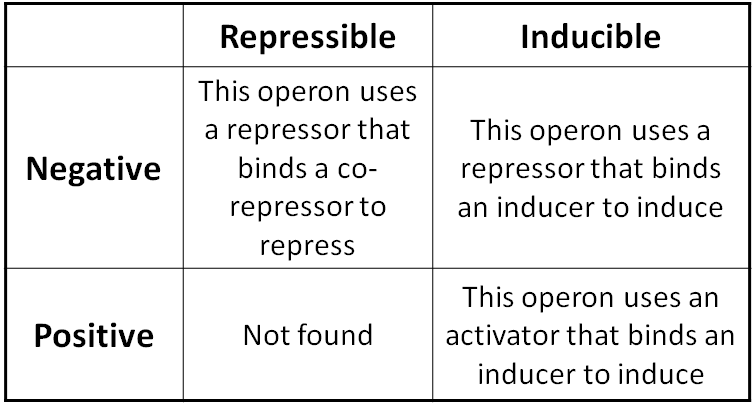 Repressible
Inducible
Negative
This operon uses
a repressor that
binds a co-
repressor to
repress
This operon uses a
repressor that binds
an inducer to induce
Positive
Not found
This operon uses an
activator that binds an
inducer to induce